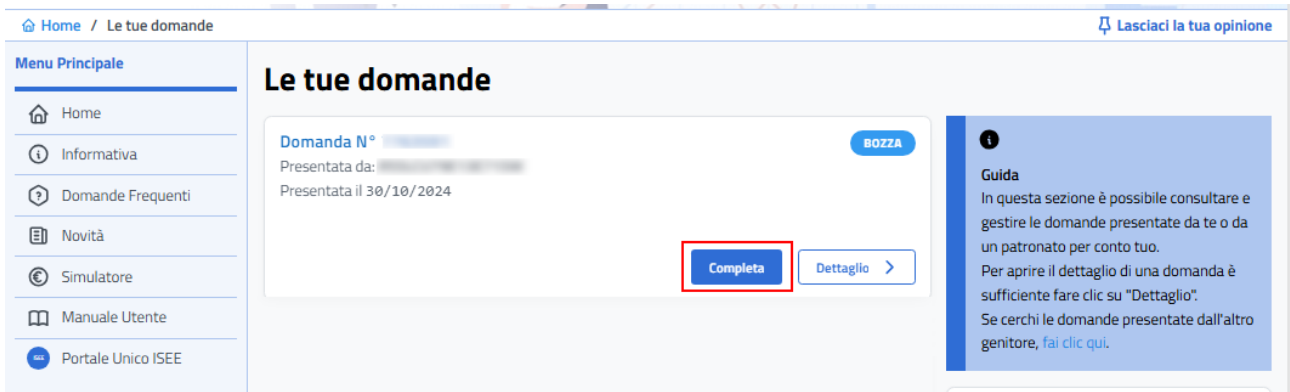 Home / Le tue domande
Lasciaci la tua opinione
Menu Principale
Home
Informativa
Domande Frequenti
Novità
Simulatore
Manuale Utente
Portale Unico ISEE
Le tue domande
Domanda N°
BOZZA
Presentata da:
Presentata il 30/10/2024
Completa
Dettaglio
Guida
In questa sezione è possibile consultare e
gestire le domande presentate da te o da
un patronato per conto tuo.
Per aprire il dettaglio di una domanda è
sufficiente fare clic su "Dettaglio".
Se cerchi le domande presentate dall'altro
genitore, fai clic qui.